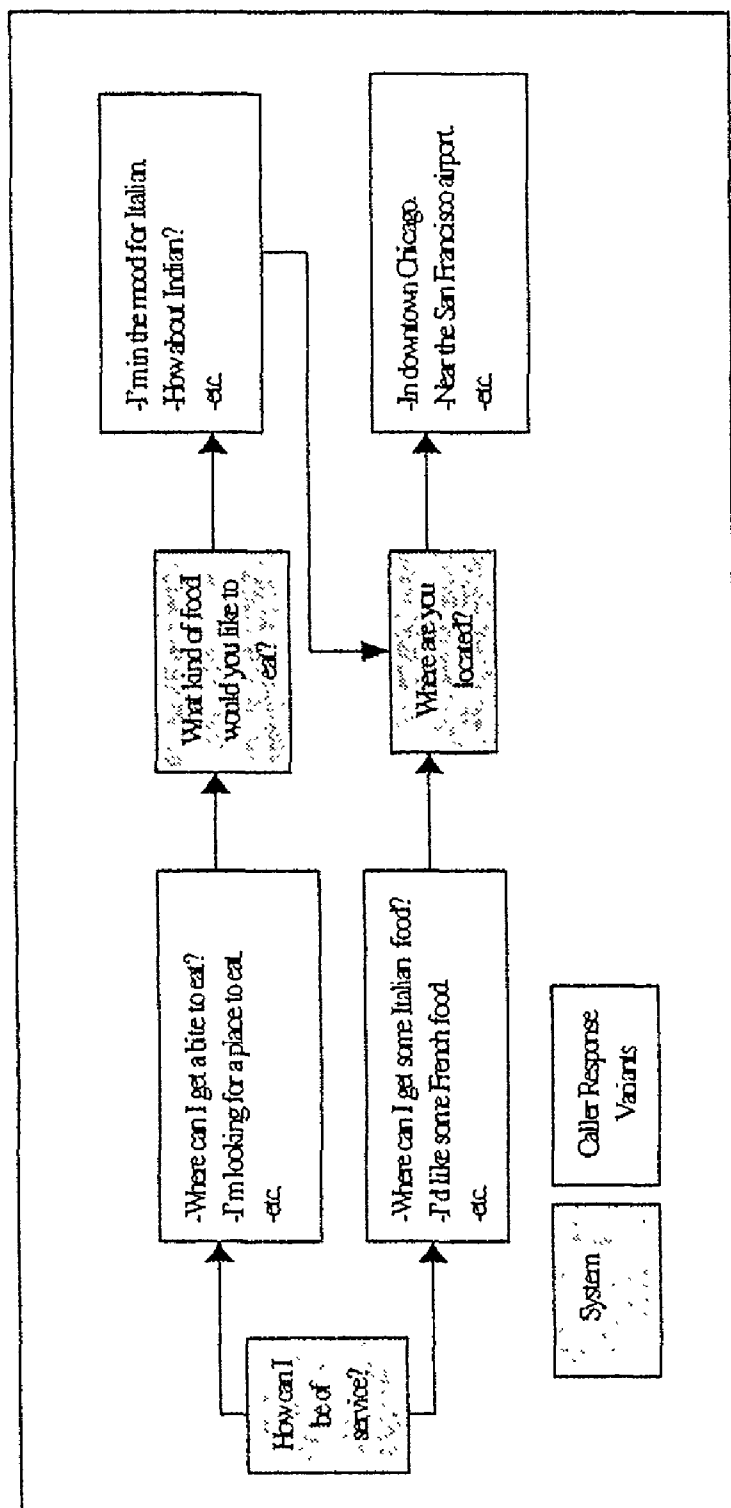 How can I
be of
service?
-Where can I get a bite to eat?
-I'm looking for a place to eat.
-etc.
What kind of food
would you like to
eat?
-I'm in the mood for Italian.
-How about Indian?
-etc.
-Where can I get some Italian food?
-I'd like some French food.
-etc.
Where are you
located?
-In downtown Chicago.
-Near the San Francisco airport.
-etc.
System
Caller Response
Variants